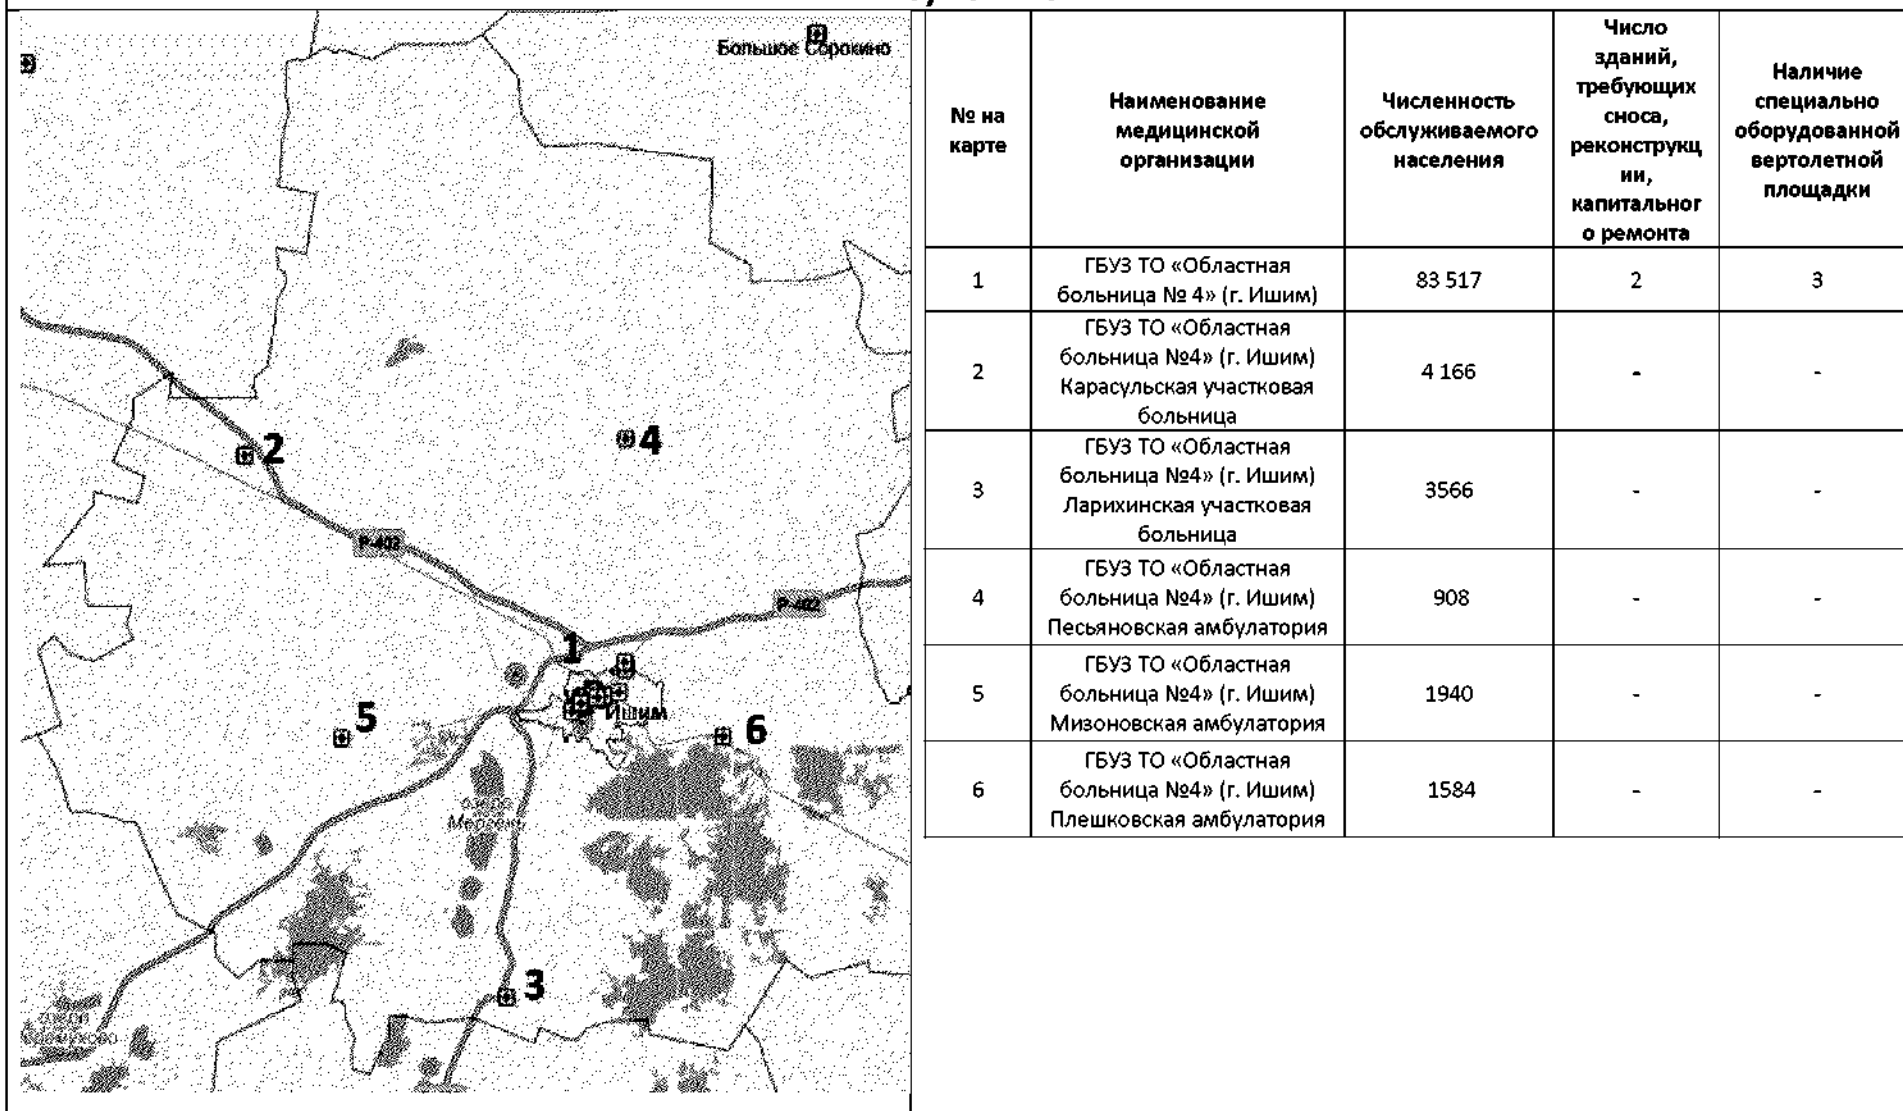 Большое Сорокино
2
4
Р-402
Р-402
1
Ишим
5
6
озеро
3
озеро
№ на
карте
Наименование
медицинской
организации
Численность
обслуживаемого
населения
Число
зданий,
требующих
сноса,
реконструкц
ии,
капитальног
о ремонта
Наличие
специально
оборудованной
вертолетной
площадки
1
ГБУЗ ТО «Областная
больница № 4» (г. Ишим)
83 517
2
3
2
ГБУЗ ТО «Областная
больница №4» (г. Ишим)
Карасульская участковая
больница
4 166
-
-
3
ГБУЗ ТО «Областная
больница №4» (г. Ишим)
Ларихинская участковая
больница
3566
-
-
4
ГБУЗ ТО «Областная
больница №4» (г. Ишим)
Песьяновская амбулатория
908
-
-
5
ГБУЗ ТО «Областная
больница №4» (г. Ишим)
Мизоновская амбулатория
1940
-
-
6
ГБУЗ ТО «Областная
больница №4» (г. Ишим)
Плешковская амбулатория
1584
-
-